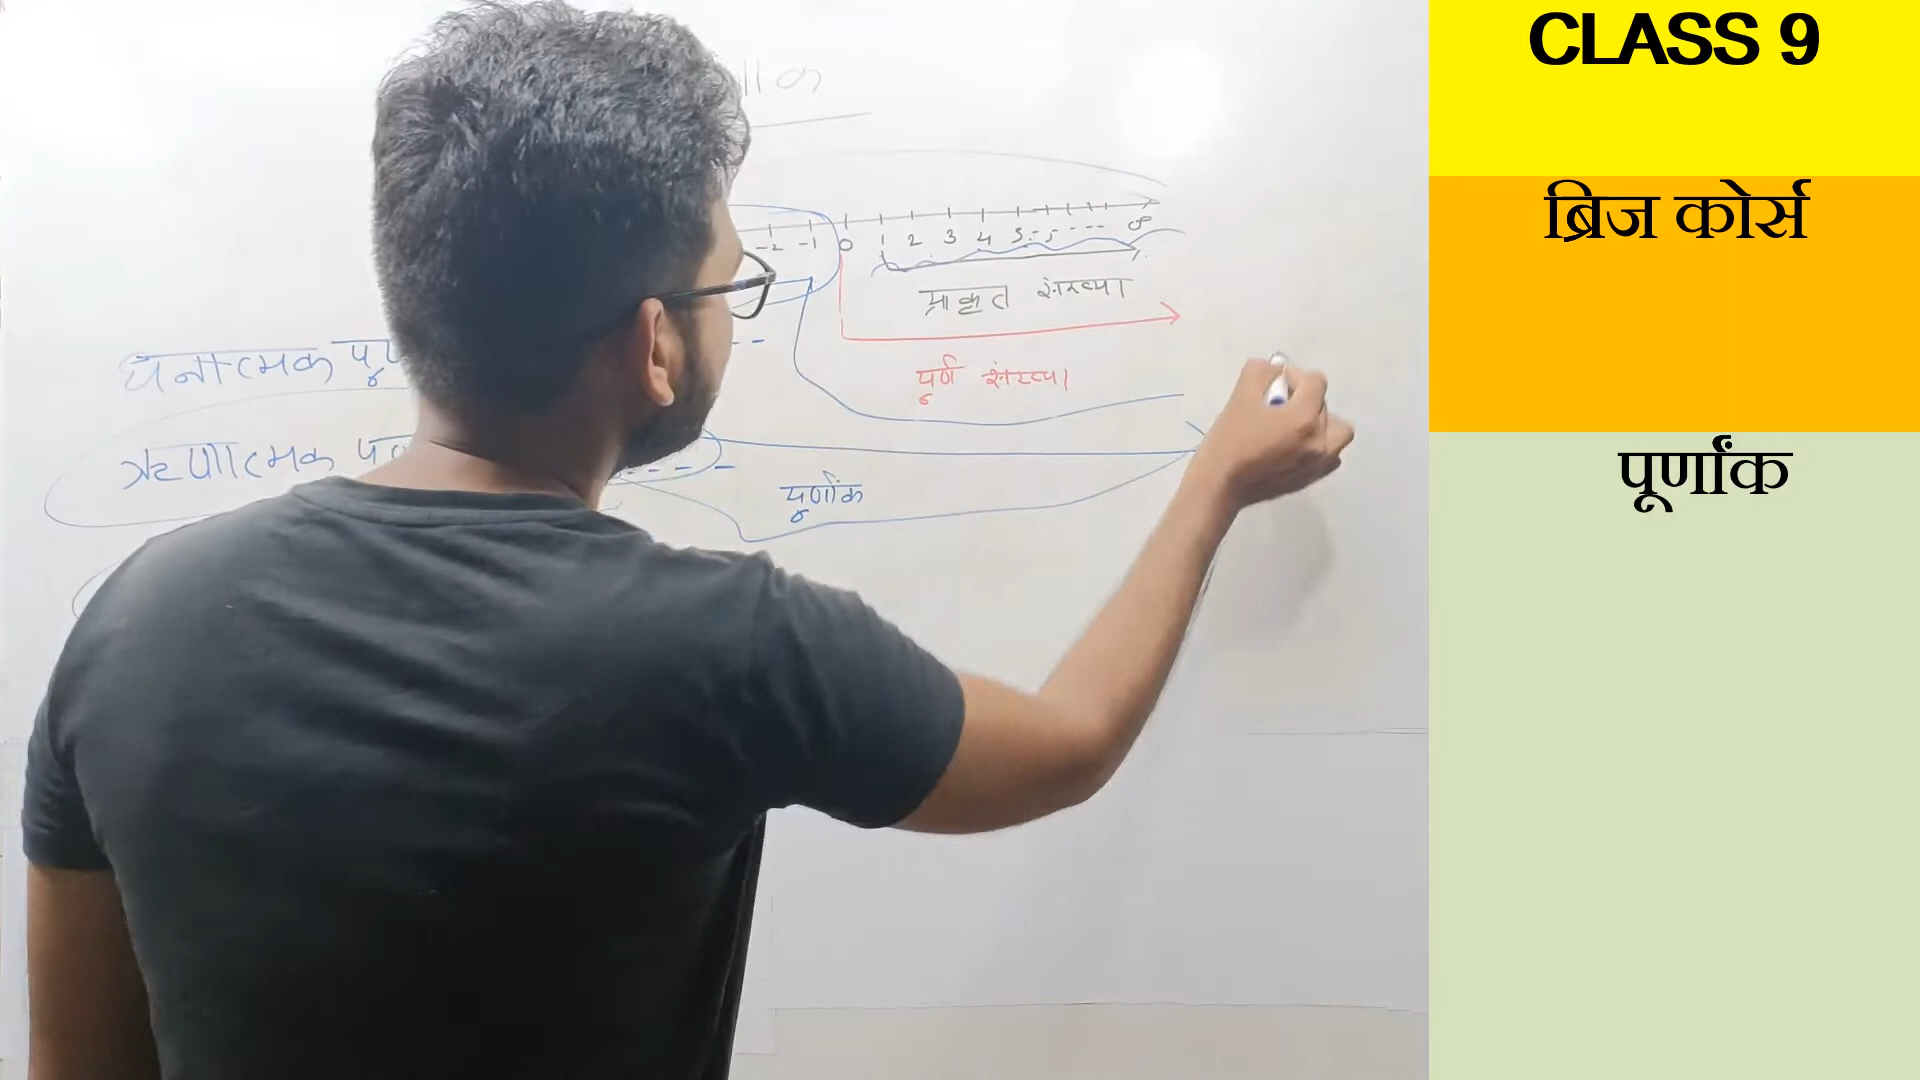 CLASS 9
ब्रिज कोर्स
पूर्णांक
-2 -1 0 1 2 3 4 5
प्राकृत संख्या
पूर्ण संख्या
धनात्मक
ऋणात्मक
पूर्णांक